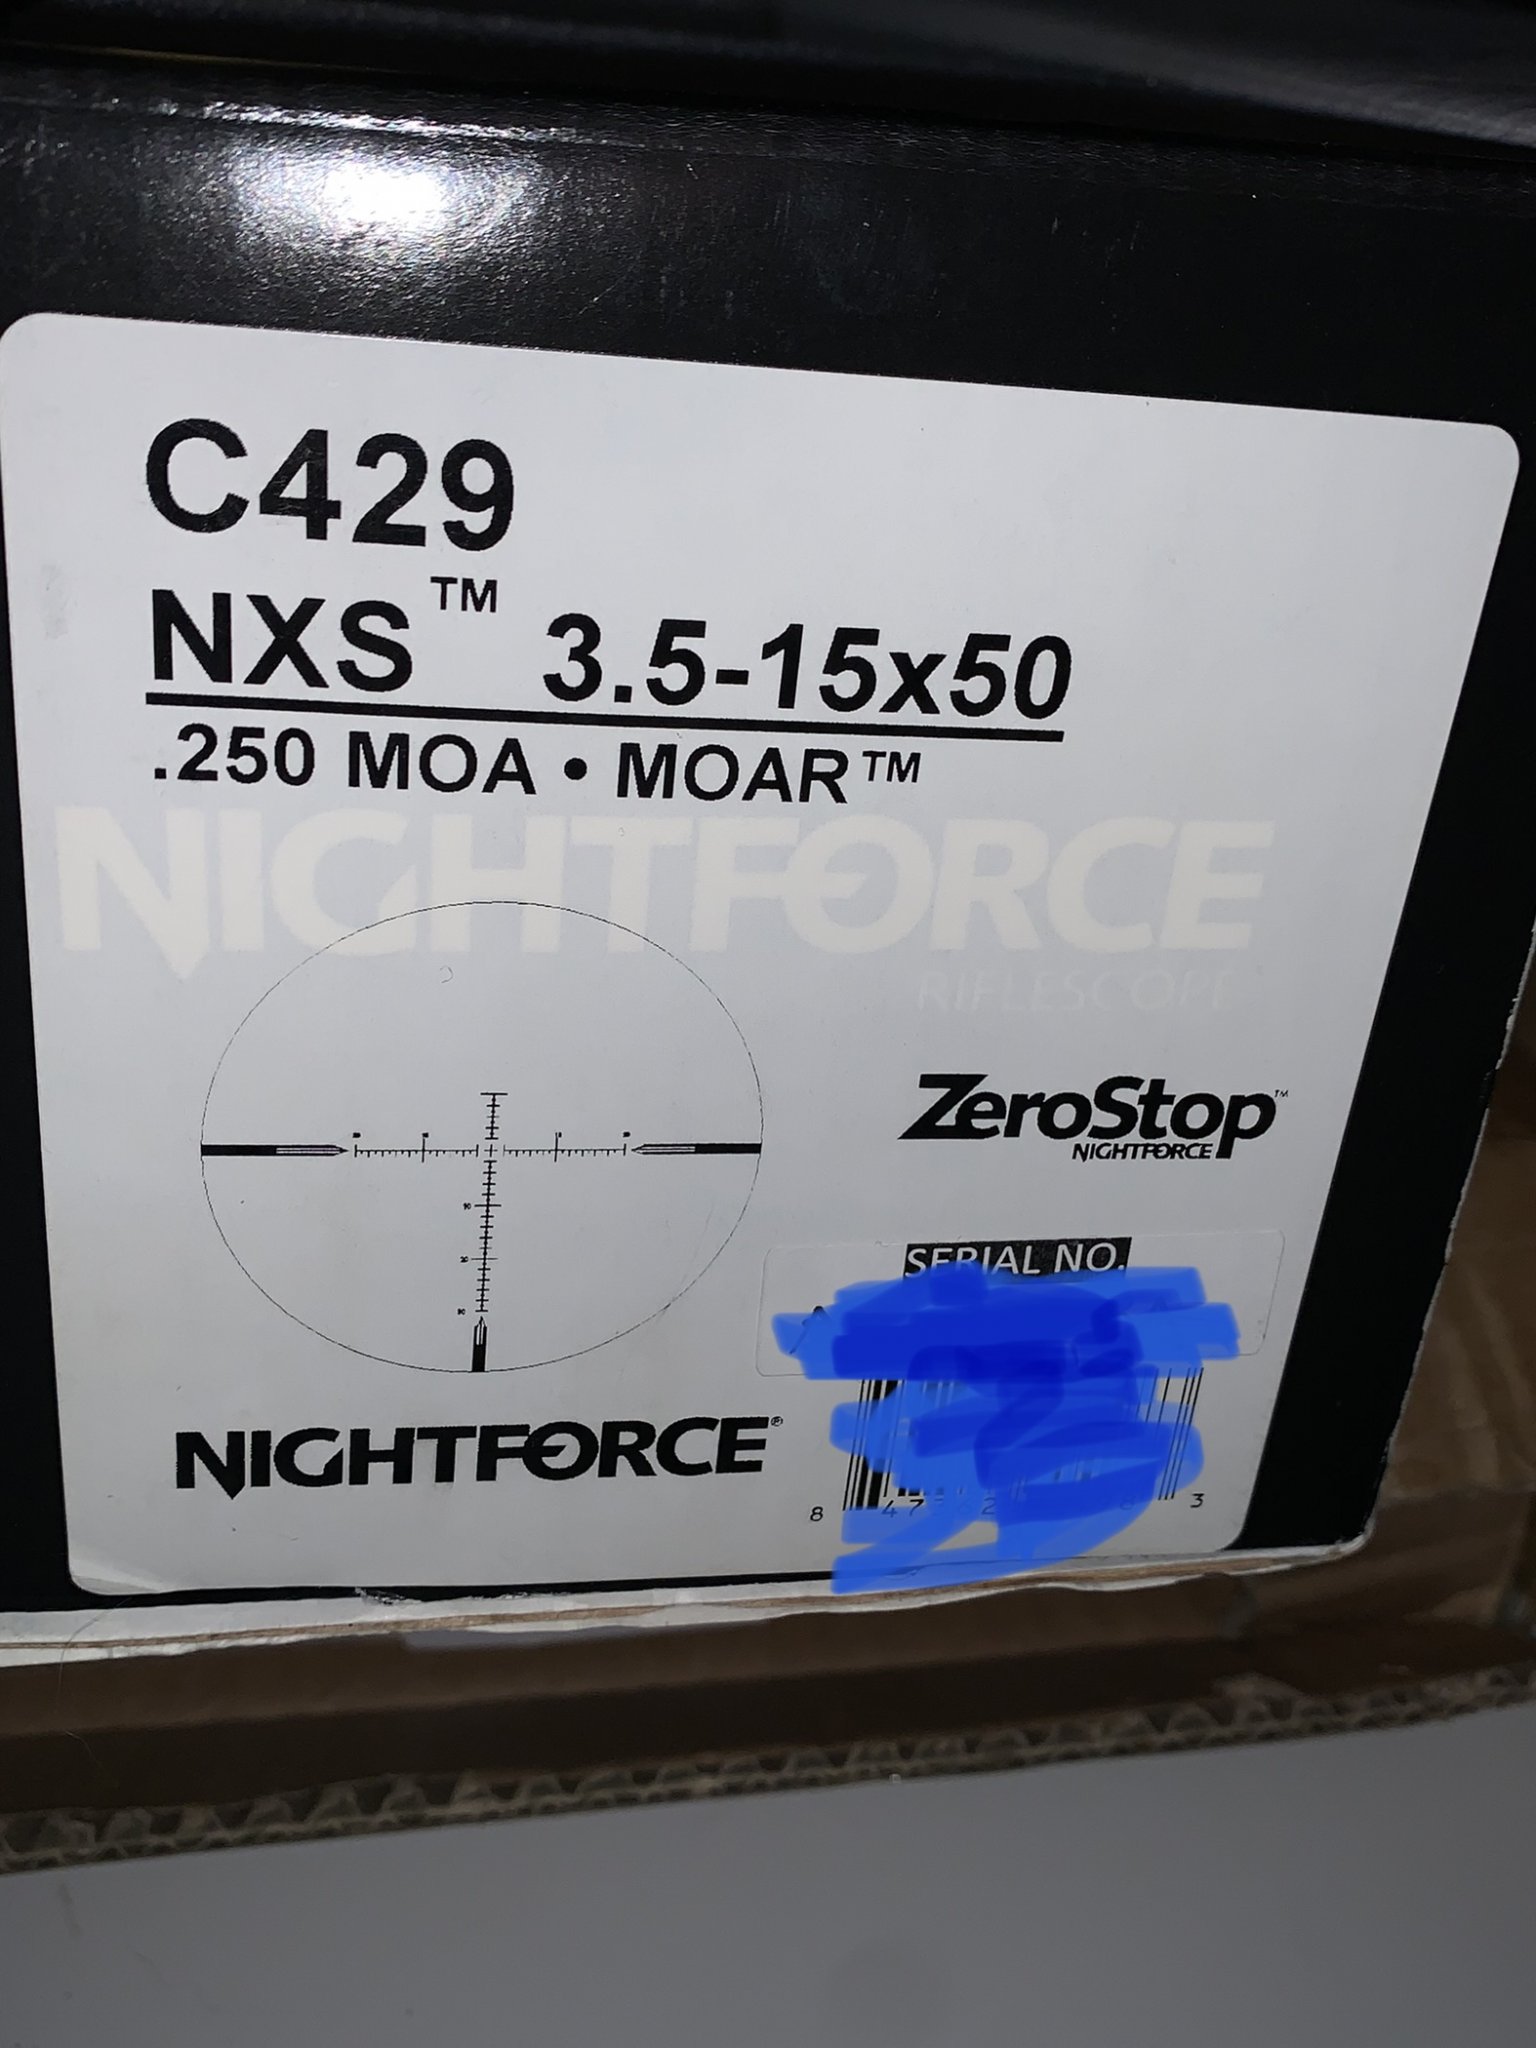 C429
NXS™ 3.5-15x50
.250 MOA • MOAR™
NIGHTFORCE
RIFLESCOPE
ZeroStop™
NIGHTFORCE
SERIAL NO.
NIGHTFORCE®